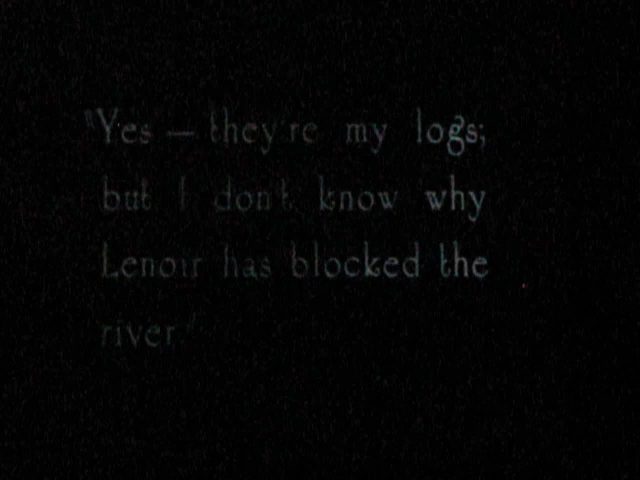 "Yes — they're my logs;
but I don't know why
Lenoir has blocked the
river."